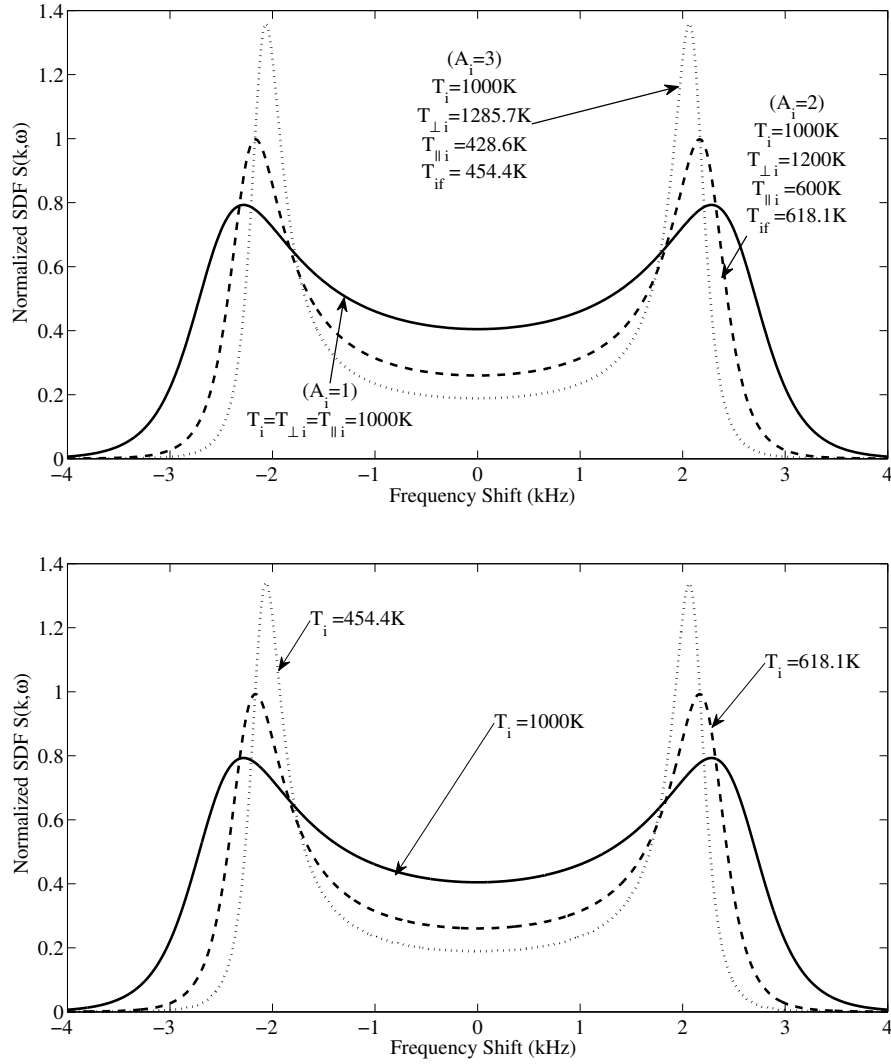 1.4
1.2
1
0.8
0.6
0.4
0.2
0
Normalized SDF S(k,ω)
(A_i=3)
T_i=1000K
T_⊥i=1285.7K
T_∥i=428.6K
T_if = 454.4K
(A_i=2)
T_i=1000K
T_⊥i=1200K
T_∥i=600K
T_if=618.1K
(A_i=1)
T_i=T_⊥i=T_∥i=1000K
−4 −3 −2 −1 0 1 2 3 4
Frequency Shift (kHz)
1.4
1.2
1
0.8
0.6
0.4
0.2
0
Normalized SDF S(k,ω)
T_i =454.4K
T_i =618.1K
T_i =1000K
−4 −3 −2 −1 0 1 2 3 4
Frequency Shift (kHz)